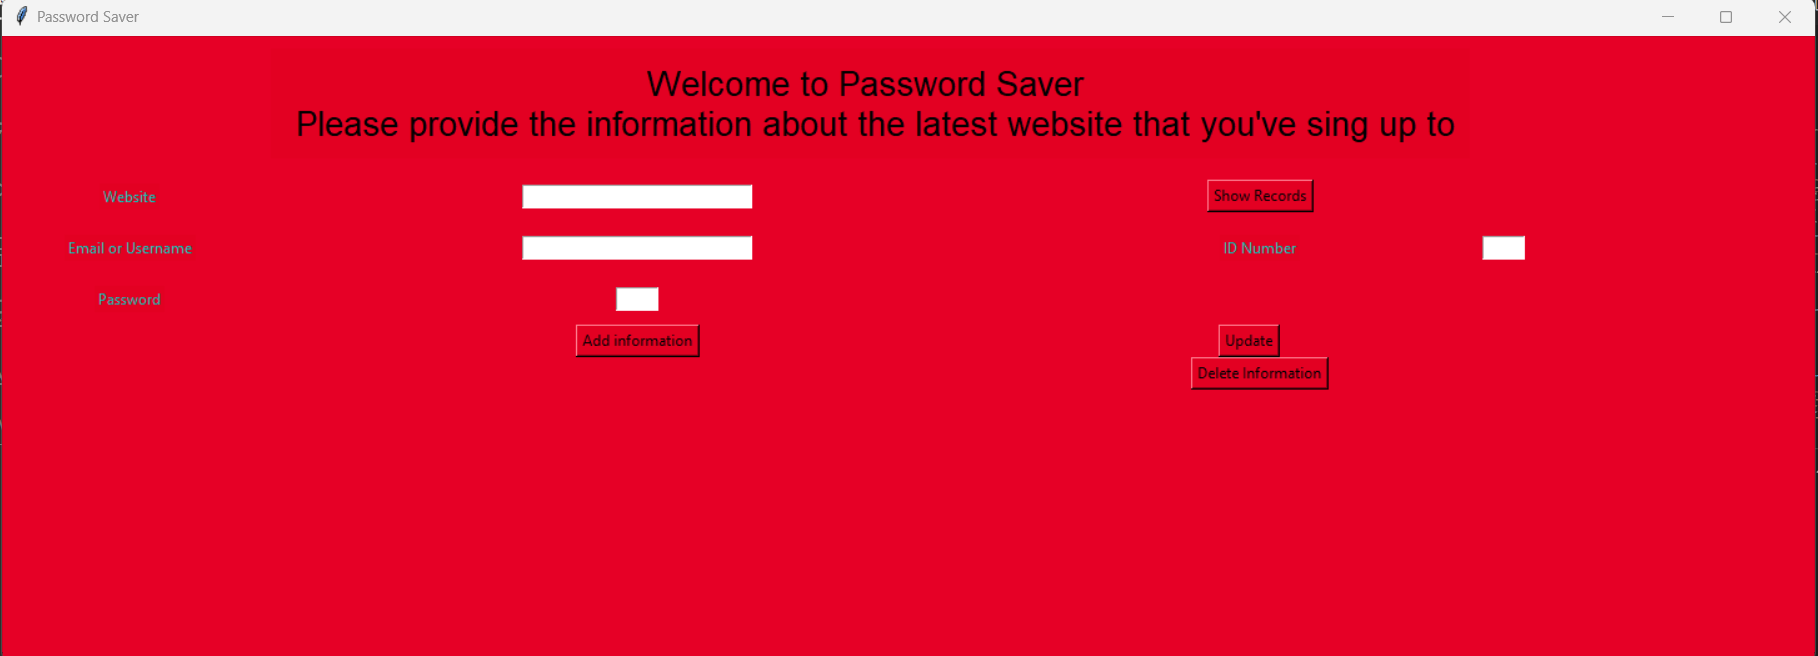 Password Saver
Welcome to Password Saver
Please provide the information about the latest website that you've sing up to
Website
Show Records
Email or Username
ID Number
Password
Add information
Update
Delete Information